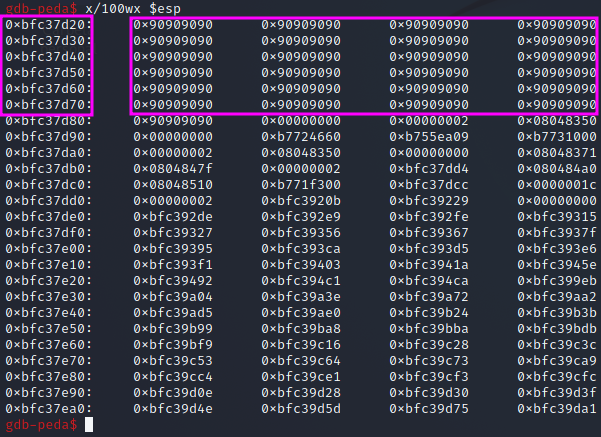 gdb-peda$ x/100wx $esp
0×bfc37d20: 0×90909090 0×90909090 0×90909090 0×90909090
0×bfc37d30: 0×90909090 0×90909090 0×90909090 0×90909090
0×bfc37d40: 0×90909090 0×90909090 0×90909090 0×90909090
0×bfc37d50: 0×90909090 0×90909090 0×90909090 0×90909090
0×bfc37d60: 0×90909090 0×90909090 0×90909090 0×90909090
0×bfc37d70: 0×90909090 0×90909090 0×90909090 0×90909090
0×bfc37d80: 0×90909090 0×00000000 0×00000002 0×08048350
0×bfc37d90: 0×00000000 0×b7724660 0×b755ea09 0×b7731000
0×bfc37da0: 0×00000002 0×08048350 0×00000000 0×08048371
0×bfc37db0: 0×0804847f 0×00000002 0×bfc37dd4 0×080484a0
0×bfc37dc0: 0×08048510 0×b771f300 0×bfc37dcc 0×0000001c
0×bfc37dd0: 0×00000002 0×bfc3920b 0×bfc39229 0×00000000
0×bfc37de0: 0×bfc392de 0×bfc392e9 0×bfc392fe 0×bfc39315
0×bfc37df0: 0×bfc39327 0×bfc39356 0×bfc39367 0×bfc3937f
0×bfc37e00: 0×bfc39395 0×bfc393ca 0×bfc393d5 0×bfc393e6
0×bfc37e10: 0×bfc393f1 0×bfc39403 0×bfc3941a 0×bfc3945e
0×bfc37e20: 0×bfc39492 0×bfc394c1 0×bfc394ca 0×bfc399eb
0×bfc37e30: 0×bfc39a04 0×bfc39a3e 0×bfc39a72 0×bfc39aa2
0×bfc37e40: 0×bfc39ad5 0×bfc39ae0 0×bfc39b24 0×bfc39b3b
0×bfc37e50: 0×bfc39b99 0×bfc39ba8 0×bfc39bba 0×bfc39bdb
0×bfc37e60: 0×bfc39bf9 0×bfc39c16 0×bfc39c28 0×bfc39c3c
0×bfc37e70: 0×bfc39c53 0×bfc39c64 0×bfc39c73 0×bfc39ca9
0×bfc37e80: 0×bfc39cc4 0×bfc39ce1 0×bfc39cf3 0×bfc39cfc
0×bfc37e90: 0×bfc39d0e 0×bfc39d28 0×bfc39d30 0×bfc39d3f
0×bfc37ea0: 0×bfc39d4e 0×bfc39d5d 0×bfc39d75 0×bfc39da1
gdb-peda$